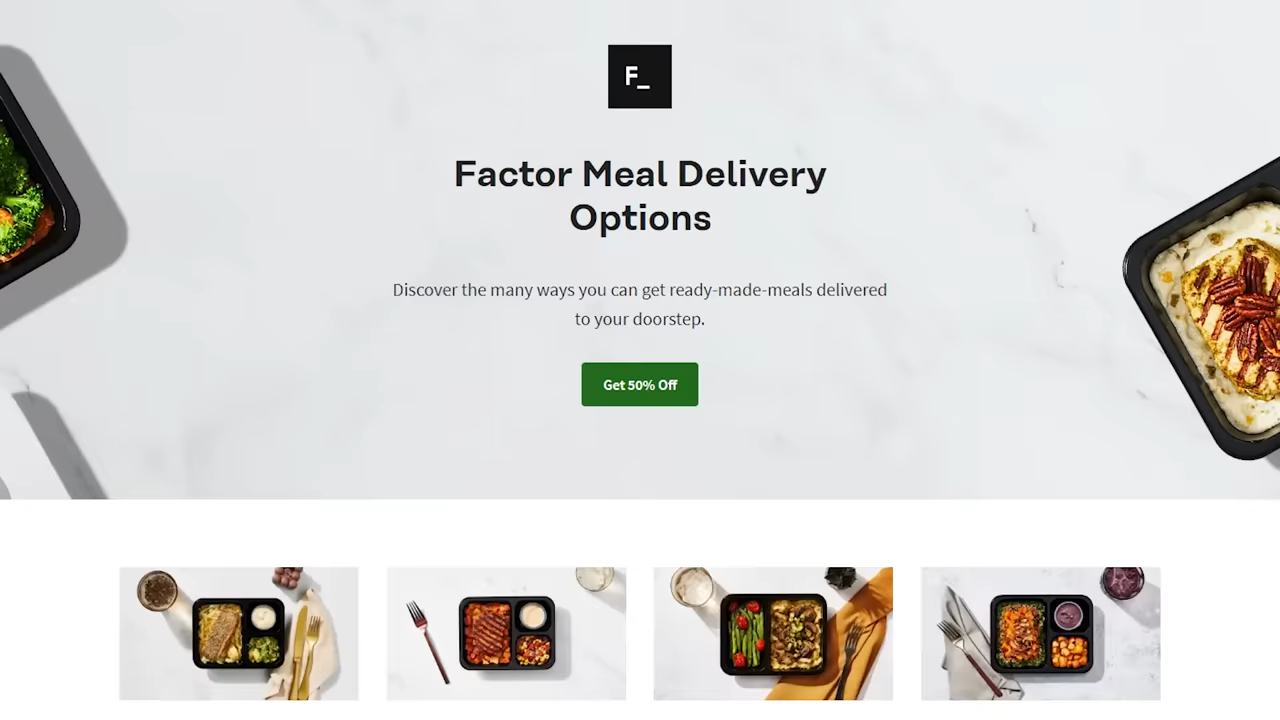 F_
Factor Meal Delivery
Options
Discover the many ways you can get ready-made-meals delivered
to your doorstep.
Get 50% Off